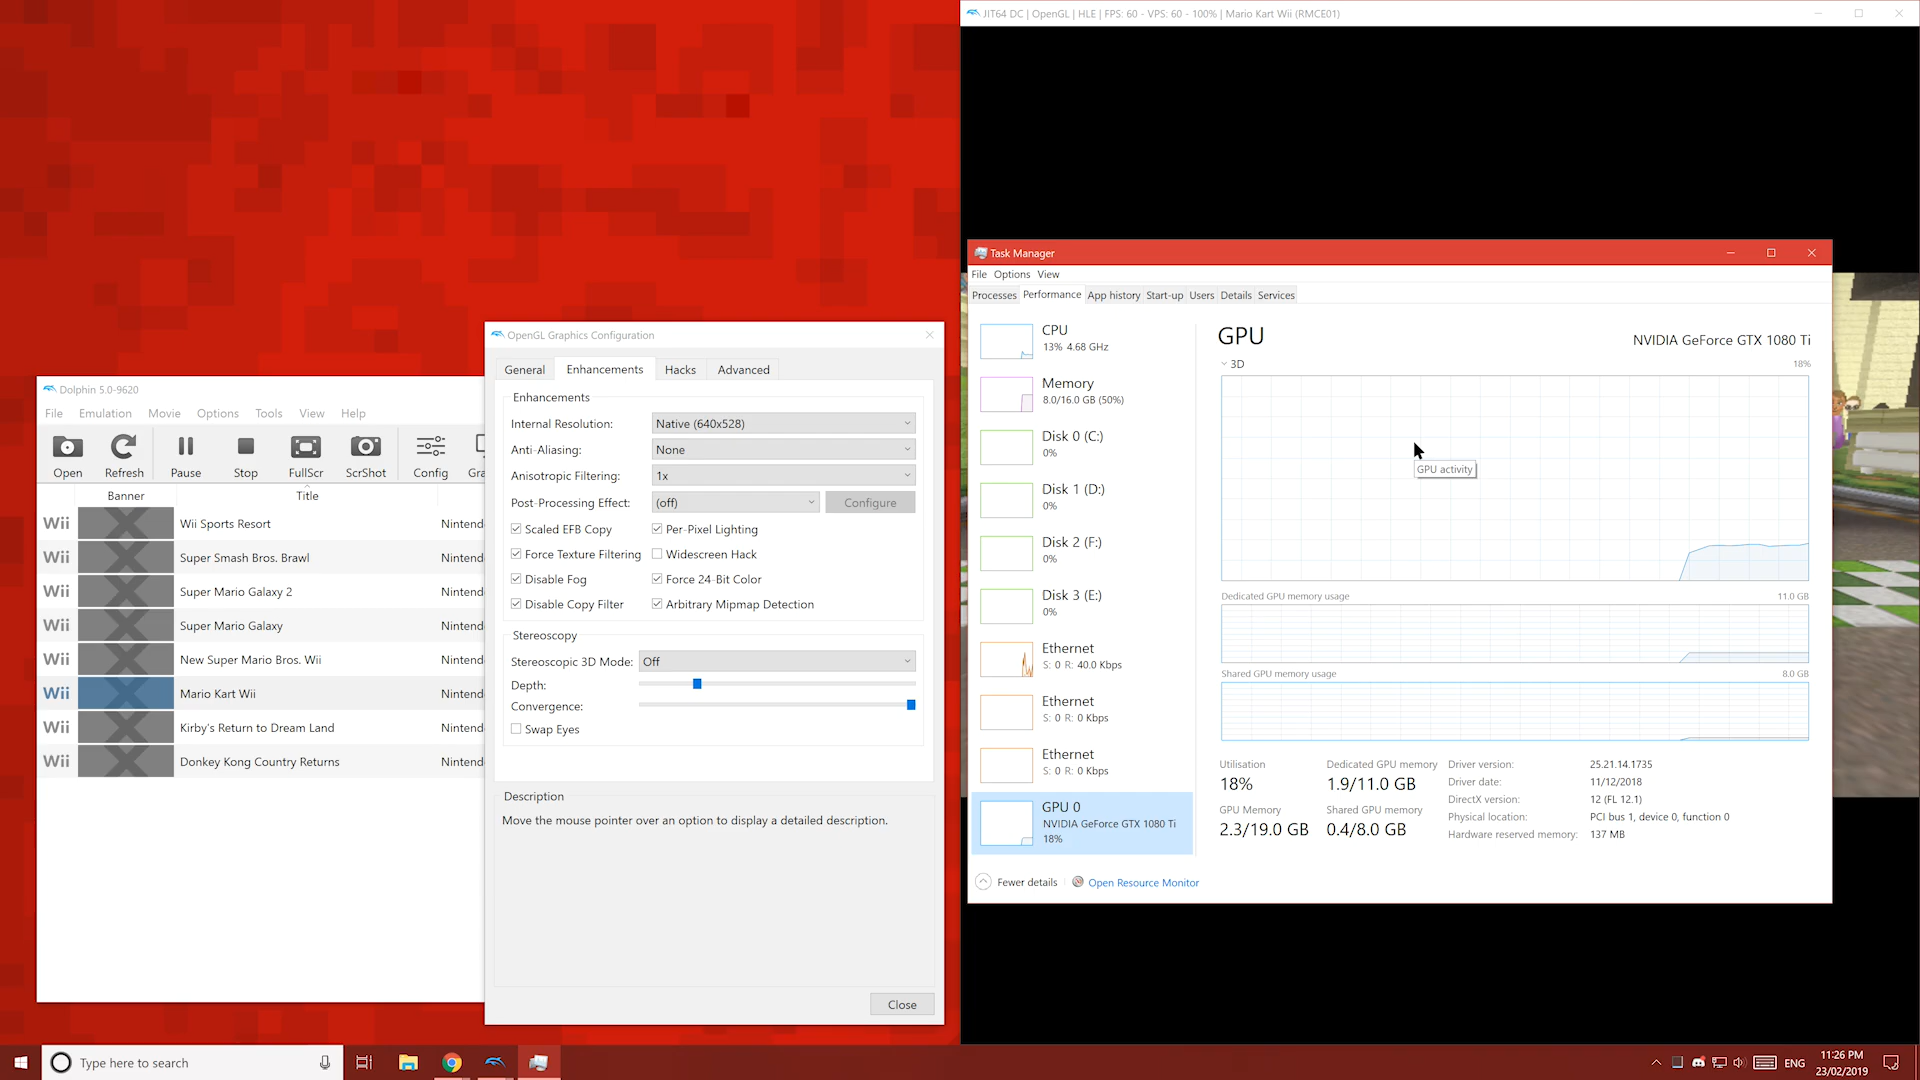 JIT64 DC | OpenGL | HLE | FPS: 60 - VPS: 60 - 100% | Mario Kart Wii (RMCE01)
Task Manager
File Options View
Processes Performance App history Start-up Users Details Services
CPU
13% 4.68 GHz
Memory
8.0/16.0 GB (50%)
Disk 0 (C:)
0%
Disk 1 (D:)
0%
Disk 2 (F:)
0%
Disk 3 (E:)
0%
Ethernet
S: 0 R: 40.0 Kbps
Ethernet
S: 0 R: 0 Kbps
Ethernet
S: 0 R: 0 Kbps
GPU 0
NVIDIA GeForce GTX 1080 Ti
18%
GPU
NVIDIA GeForce GTX 1080 Ti
3D
18%
GPU activity
Dedicated GPU memory usage
11.0 GB
Shared GPU memory usage
8.0 GB
Utilisation
18%
Dedicated GPU memory
1.9/11.0 GB
GPU Memory
2.3/19.0 GB
Shared GPU memory
0.4/8.0 GB
Driver version: 25.21.14.1735
Driver date: 11/12/2018
DirectX version: 12 (FL 12.1)
Physical location: PCI bus 1, device 0, function 0
Hardware reserved memory: 137 MB
Fewer details
Open Resource Monitor
OpenGL Graphics Configuration
General Enhancements Hacks Advanced
Enhancements
Internal Resolution: Native (640x528)
Anti-Aliasing: None
Anisotropic Filtering: 1x
Post-Processing Effect: (off) Configure
Scaled EFB Copy Per-Pixel Lighting
Force Texture Filtering Widescreen Hack
Disable Fog Force 24-Bit Color
Disable Copy Filter Arbitrary Mipmap Detection
Stereoscopy
Stereoscopic 3D Mode: Off
Depth:
Convergence:
Swap Eyes
Description
Move the mouse pointer over an option to display a detailed description.
Close
Dolphin 5.0-9620
File Emulation Movie Options Tools View Help
Open Refresh Pause Stop FullScr ScrShot Config Gra
Banner Title
Wii Wii Sports Resort Nintend
Wii Super Smash Bros. Brawl Nintend
Wii Super Mario Galaxy 2 Nintend
Wii Super Mario Galaxy Nintend
Wii New Super Mario Bros. Wii Nintend
Wii Mario Kart Wii Nintend
Wii Kirby's Return to Dream Land Nintend
Wii Donkey Kong Country Returns Nintend
Type here to search
ENG
11:26 PM
23/02/2019